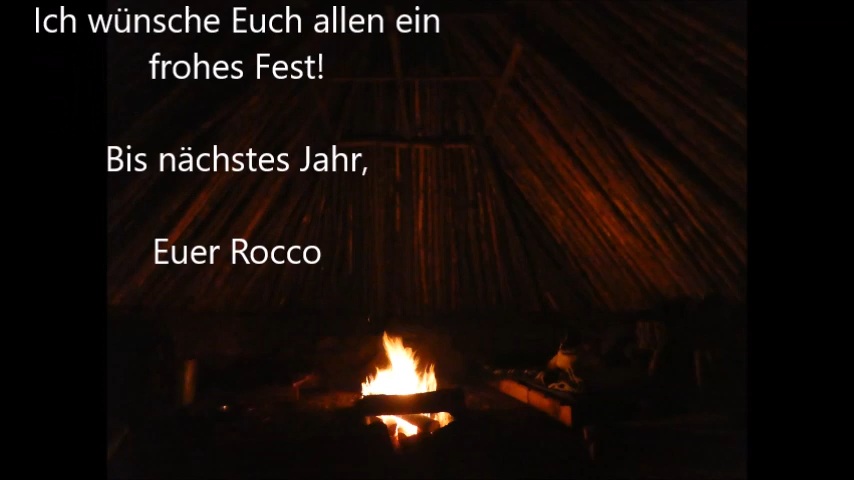 Ich wünsche Euch allen ein
frohes Fest!
Bis nächstes Jahr,
Euer Rocco